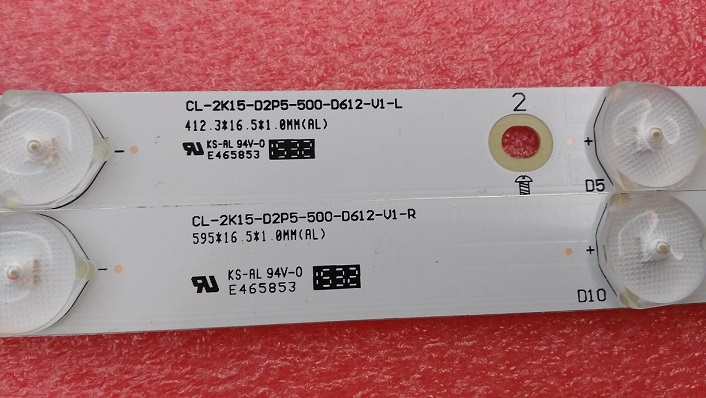 CL-2K15-D2P5-500-D612-V1-L
412.3*16.5*1.0MM(AL)
KS-AL 94V-0
E465853
1532
2
+
D5
-
CL-2K15-D2P5-500-D612-V1-R
595*16.5*1.0MM(AL)
KS-AL 94V-0
E465853
1532
+
D10
-